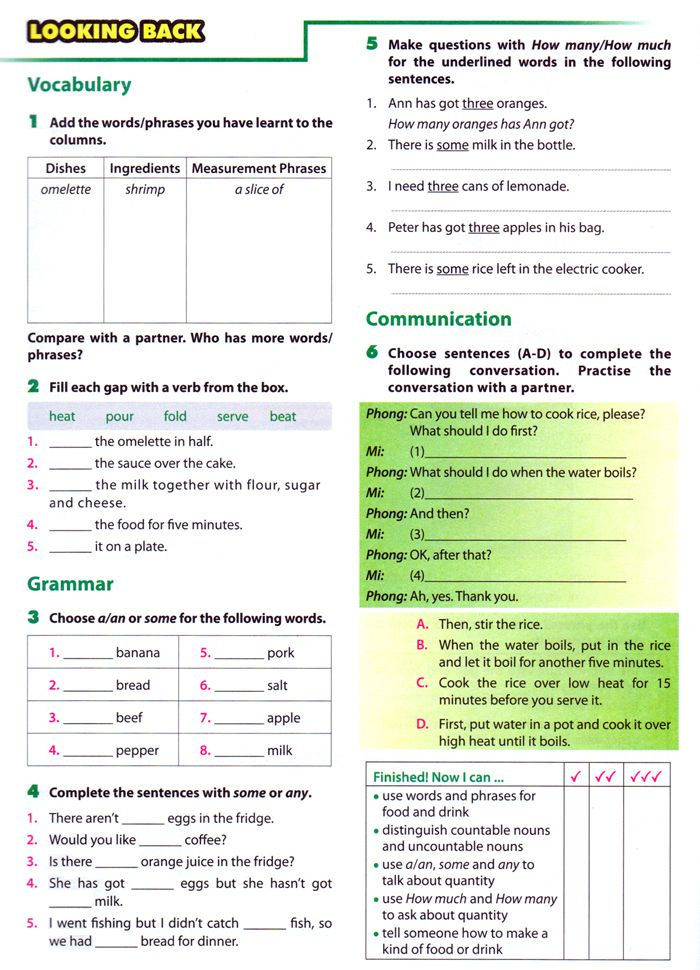 LOOKING BACK
Vocabulary
1 Add the words/phrases you have learnt to the
columns.
Dishes Ingredients Measurement Phrases
omelette shrimp a slice of
Compare with a partner. Who has more words/
phrases?
2 Fill each gap with a verb from the box.
heat pour fold serve beat
1. ______ the omelette in half.
2. ______ the sauce over the cake.
3. ______ the milk together with flour, sugar
and cheese.
4. ______ the food for five minutes.
5. ______ it on a plate.
Grammar
3 Choose a/an or some for the following words.
1. _______ banana 5. _______ pork
2. _______ bread 6. _______ salt
3. _______ beef 7. _______ apple
4. _______ pepper 8. _______ milk
4 Complete the sentences with some or any.
1. There aren't ______ eggs in the fridge.
2. Would you like ______ coffee?
3. Is there ______ orange juice in the fridge?
4. She has got ______ eggs but she hasn't got
______ milk.
5. I went fishing but I didn't catch ______ fish, so
we had ______ bread for dinner.
5 Make questions with How many/How much
for the underlined words in the following
sentences.
1. Ann has got three oranges.
How many oranges has Ann got?
2. There is some milk in the bottle.
3. I need three cans of lemonade.
4. Peter has got three apples in his bag.
5. There is some rice left in the electric cooker.
Communication
6 Choose sentences (A-D) to complete the
following conversation. Practise the
conversation with a partner.
Phong: Can you tell me how to cook rice, please?
What should I do first?
Mi: (1)______________________________
Phong: What should I do when the water boils?
Mi: (2)______________________________
Phong: And then?
Mi: (3)______________________________
Phong: OK, after that?
Mi: (4)______________________________
Phong: Ah, yes. Thank you.
A. Then, stir the rice.
B. When the water boils, put in the rice
and let it boil for another five minutes.
C. Cook the rice over low heat for 15
minutes before you serve it.
D. First, put water in a pot and cook it over
high heat until it boils.
Finished! Now I can ... ✓ ✓✓ ✓✓✓
• use words and phrases for
food and drink
• distinguish countable nouns
and uncountable nouns
• use a/an, some and any to
talk about quantity
• use How much and How many
to ask about quantity
• tell someone how to make a
kind of food or drink